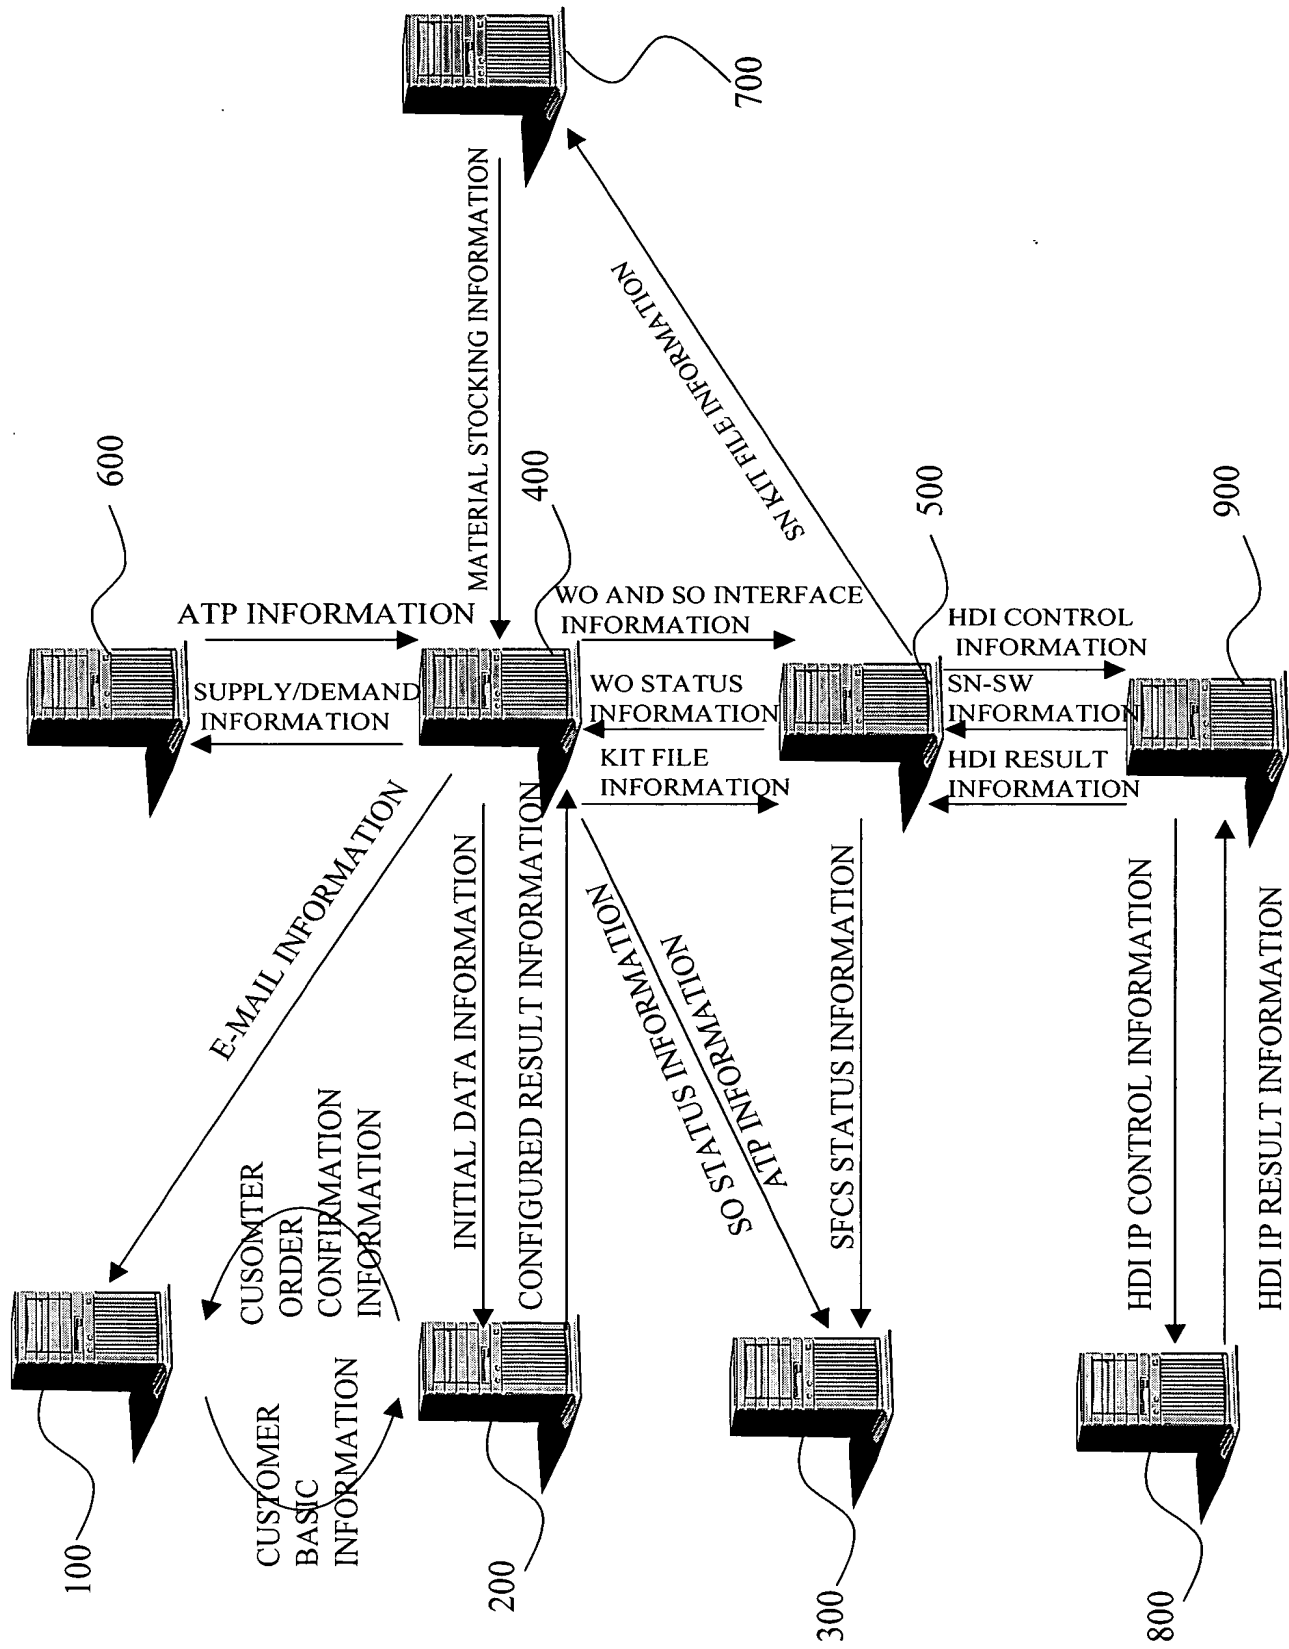 700
MATERIAL STOCKING INFORMATION
SN KIT FILE INFORMATION
600
ATP INFORMATION
SUPPLY/DEMAND
INFORMATION
400
WO AND SO INTERFACE
INFORMATION
WO STATUS
INFORMATION
KIT FILE
INFORMATION
500
HDI CONTROL
INFORMATION
SN-SW
INFORMATION
HDI RESULT
INFORMATION
900
E-MAIL INFORMATION
INITIAL DATA INFORMATION
CONFIGURED RESULT INFORMATION
SO STATUS INFORMATION
ATP INFORMATION
SFCS STATUS INFORMATION
HDI IP CONTROL INFORMATION
HDI IP RESULT INFORMATION
CUSOMTER
ORDER
CONFIRMATION
INFORMATION
CUSTOMER
BASIC
INFORMATION
100
200
300
800